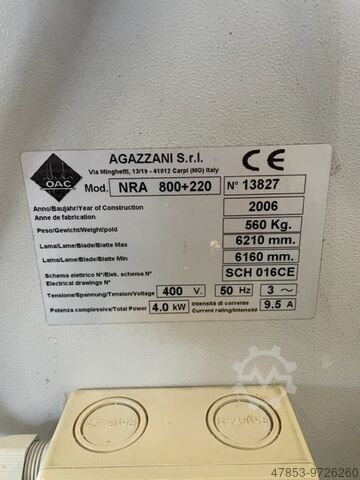 AGAZZANI S.r.l.
Via Minghetti, 13/19 - 41012 Carpi (MO) Italy
OAC
CE
Mod. NRA 800+220 N° 13827
Anno/Baujahr/Year of Construction 2006
Anne de fabrication
Peso/Gewicht/Weight/poid 560 Kg.
Lama/Lame/Blade/Blatte Max 6210 mm.
Lama/Lame/Blade/Blatte Min 6160 mm.
Schema elettrico N°/Elek. schema N° SCH 016CE
Electrical drawings N°
Tensione/Spannung/Tension/Voltage 400 V. 50 Hz 3 ~
Potenza complessiva/Total Power 4.0 kW Intensità di corrente 9.5 A
Current rating/Intensity
47853-9726260